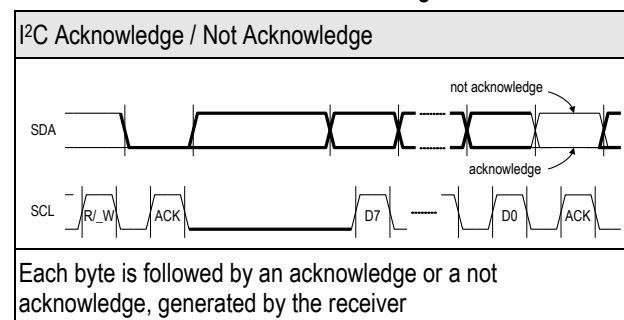 I²C Acknowledge / Not Acknowledge
not acknowledge
SDA
acknowledge
SCL R/_W ACK D7 D0 ACK
Each byte is followed by an acknowledge or a not
acknowledge, generated by the receiver